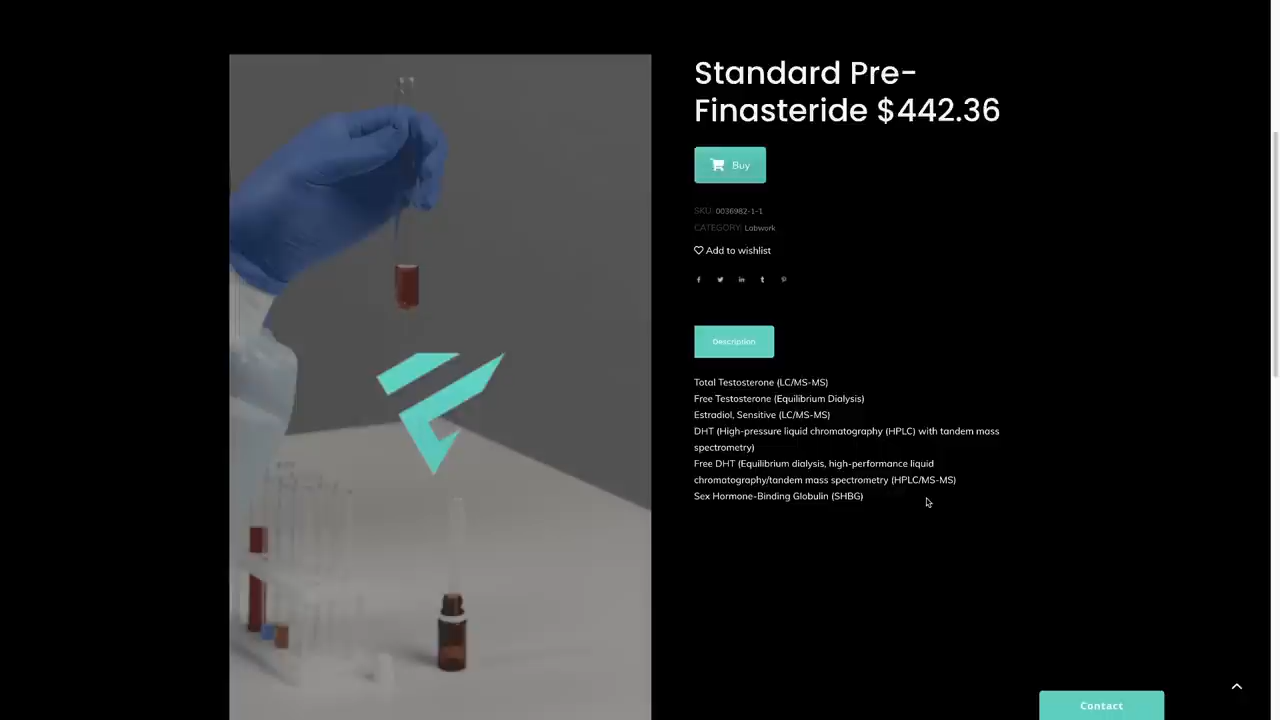 Standard Pre-
Finasteride $442.36
Buy
SKU: 0036982-1-1
CATEGORY: Labwork
Add to wishlist
Description
Total Testosterone (LC/MS-MS)
Free Testosterone (Equilibrium Dialysis)
Estradiol, Sensitive (LC/MS-MS)
DHT (High-pressure liquid chromatography (HPLC) with tandem mass
spectrometry)
Free DHT (Equilibrium dialysis, high-performance liquid
chromatography/tandem mass spectrometry (HPLC/MS-MS)
Sex Hormone-Binding Globulin (SHBG)
Contact